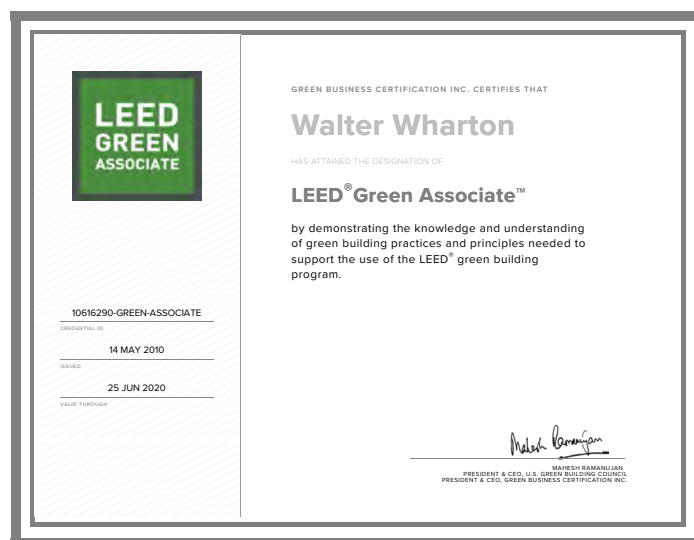 LEED
GREEN
ASSOCIATE
10616290-GREEN-ASSOCIATE
CREDENTIAL ID
14 MAY 2010
ISSUED
25 JUN 2020
VALID THROUGH
GREEN BUSINESS CERTIFICATION INC. CERTIFIES THAT
Walter Wharton
HAS ATTAINED THE DESIGNATION OF
LEED®Green Associate™
by demonstrating the knowledge and understanding
of green building practices and principles needed to
support the use of the LEED® green building
program.
Mahesh Ramanujan
MAHESH RAMANUJAN
PRESIDENT & CEO, U.S. GREEN BUILDING COUNCIL
PRESIDENT & CEO, GREEN BUSINESS CERTIFICATION INC.